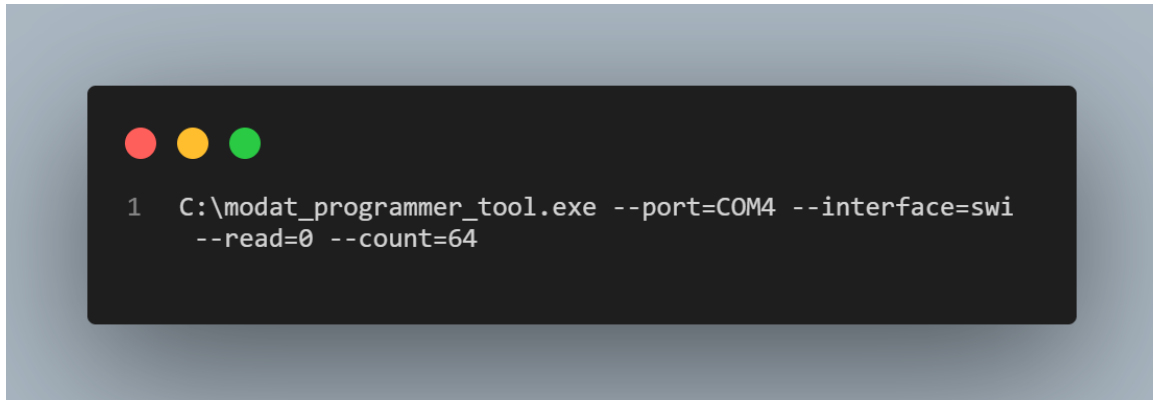 1 C:\modat_programmer_tool.exe --port=COM4 --interface=swi
--read=0 --count=64